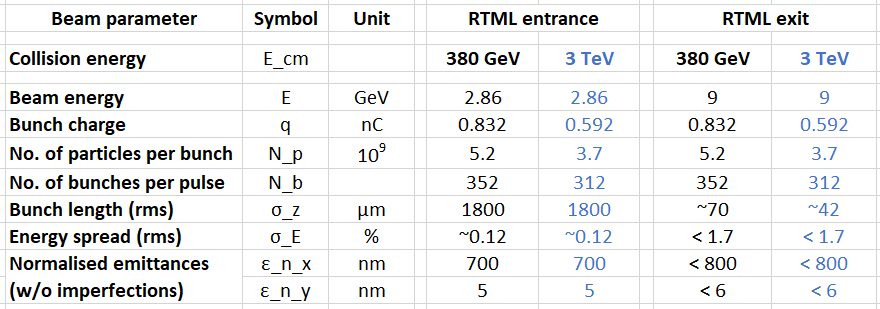 Beam parameter Symbol Unit RTML entrance RTML exit
Collision energy E_cm 380 GeV 3 TeV 380 GeV 3 TeV
Beam energy E GeV 2.86 2.86 9 9
Bunch charge q nC 0.832 0.592 0.832 0.592
No. of particles per bunch N_p 10⁹ 5.2 3.7 5.2 3.7
No. of bunches per pulse N_b 352 312 352 312
Bunch length (rms) σ_z μm 1800 1800 ~70 ~42
Energy spread (rms) σ_E % ~0.12 ~0.12 < 1.7 < 1.7
Normalised emittances ε_n_x nm 700 700 < 800 < 800
(w/o imperfections) ε_n_y nm 5 5 < 6 < 6